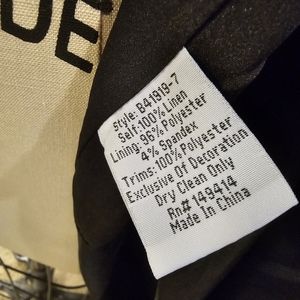 DE
Style: B41919-7
Self:100% Linen
Lining: 96% Polyester
4% Spandex
Trims:100% Polyester
Exclusive Of Decoration
Dry Clean Only
Rn# 149414
Made In China